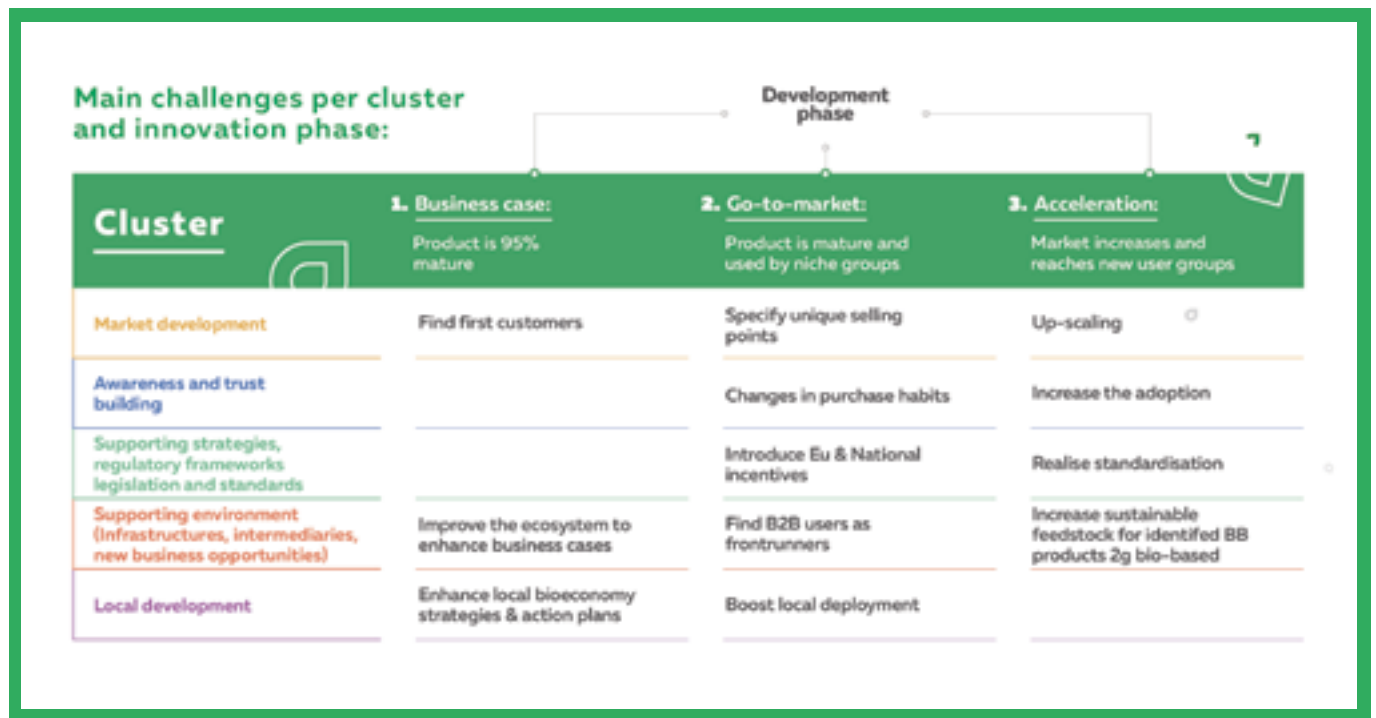 Main challenges per cluster
and innovation phase:
Development
phase
Cluster
1. Business case:
Product is 95%
mature
2. Go-to-market:
Product is mature and
used by niche groups
3. Acceleration:
Market increases and
reaches new user groups
Market development
Find first customers
Specify unique selling
points
Up-scaling
Awareness and trust
building
Changes in purchase habits
Increase the adoption
Supporting strategies,
regulatory frameworks
legislation and standards
Introduce Eu & National
incentives
Realise standardisation
Supporting environment
(Infrastructures, intermediaries,
new business opportunities)
Improve the ecosystem to
enhance business cases
Find B2B users as
frontrunners
Increase sustainable
feedstock for identifed BB
products 2g bio-based
Local development
Enhance local bioeconomy
strategies & action plans
Boost local deployment